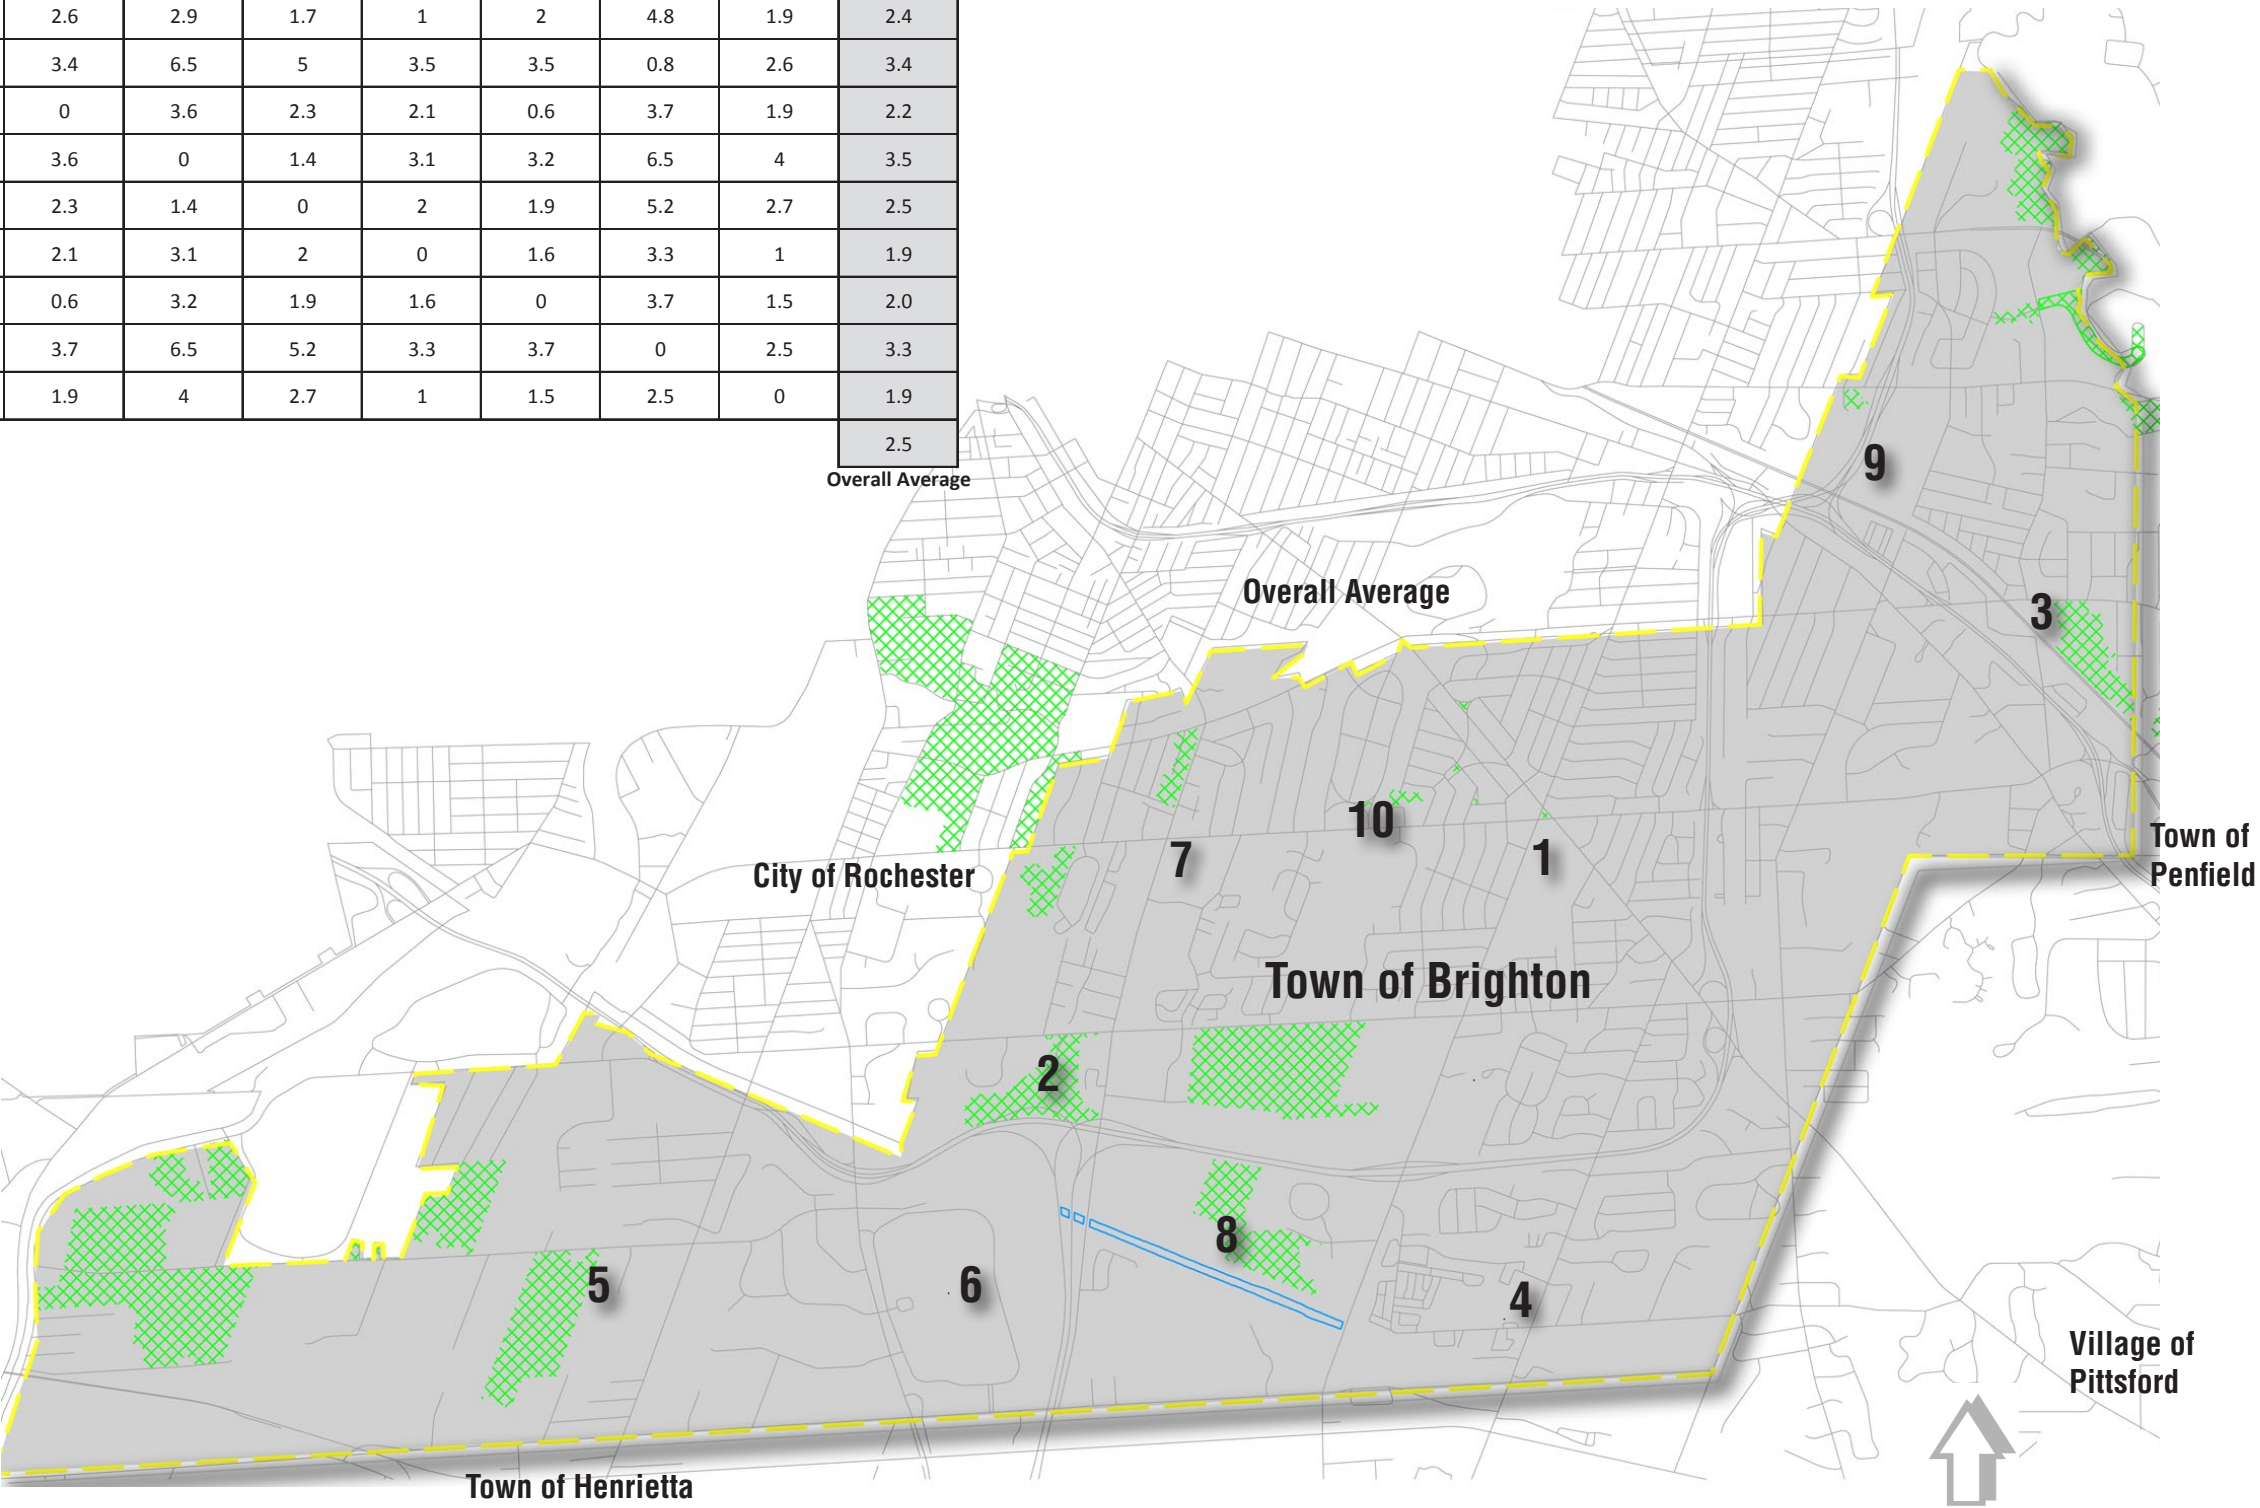 2.6 2.9 1.7 1 2 4.8 1.9 2.4
3.4 6.5 5 3.5 3.5 0.8 2.6 3.4
0 3.6 2.3 2.1 0.6 3.7 1.9 2.2
3.6 0 1.4 3.1 3.2 6.5 4 3.5
2.3 1.4 0 2 1.9 5.2 2.7 2.5
2.1 3.1 2 0 1.6 3.3 1 1.9
0.6 3.2 1.9 1.6 0 3.7 1.5 2.0
3.7 6.5 5.2 3.3 3.7 0 2.5 3.3
1.9 4 2.7 1 1.5 2.5 0 1.9
2.5
Overall Average
9
Overall Average
3
10
7
1
City of Rochester
Town of
Penfield
Town of Brighton
2
8
5
6
4
Village of
Pittsford
Town of Henrietta